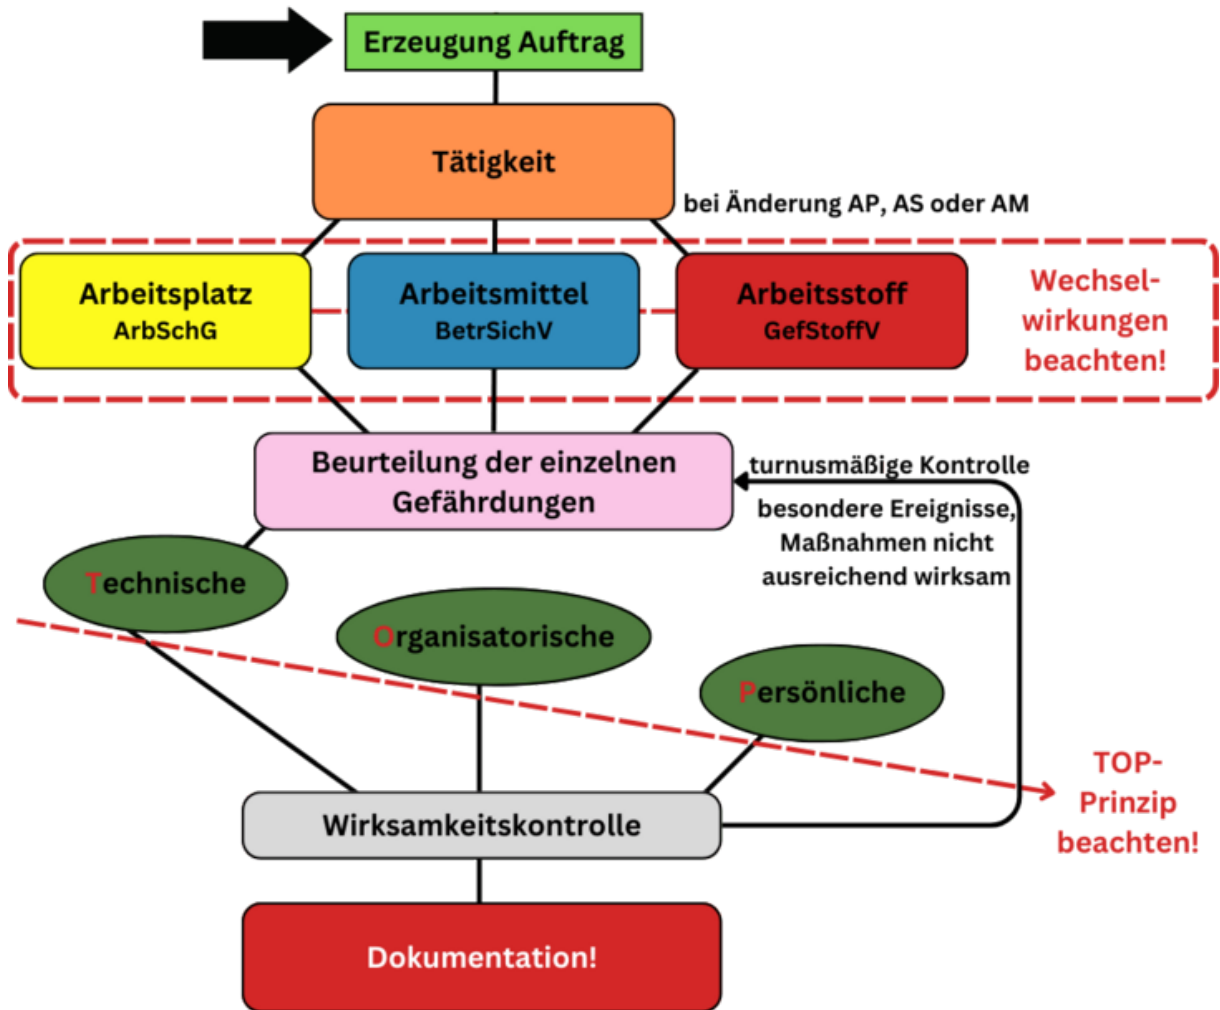 Erzeugung Auftrag
Tätigkeit
bei Änderung AP, AS oder AM
Arbeitsplatz
ArbSchG
Arbeitsmittel
BetrSichV
Arbeitsstoff
GefStoffV
Wechsel-
wirkungen
beachten!
Beurteilung der einzelnen
Gefährdungen
turnusmäßige Kontrolle
besondere Ereignisse,
Maßnahmen nicht
ausreichend wirksam
Technische
Organisatorische
Persönliche
TOP-
Prinzip
beachten!
Wirksamkeitskontrolle
Dokumentation!